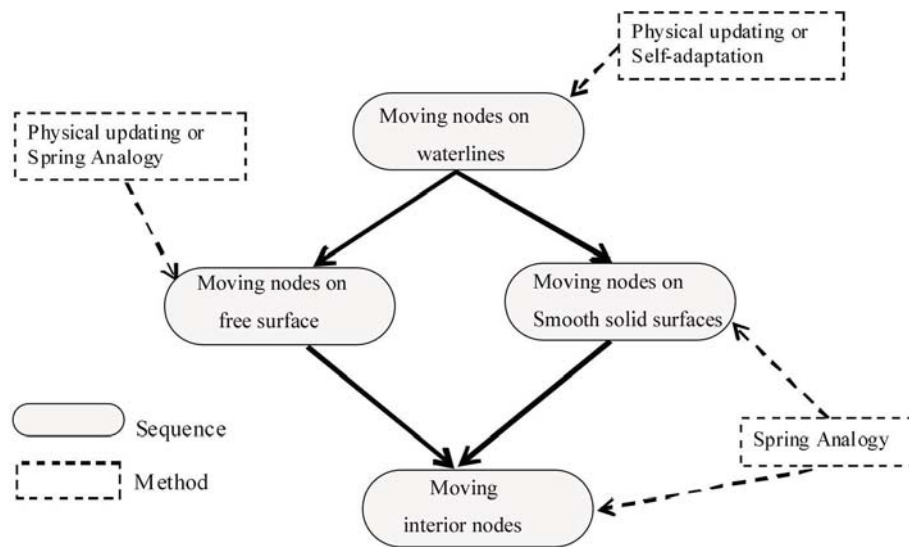 Physical updating or
Self-adaptation
Moving nodes on
waterlines
Physical updating or
Spring Analogy
Moving nodes on
free surface
Moving nodes on
Smooth solid surfaces
Sequence
Method
Spring Analogy
Moving
interior nodes